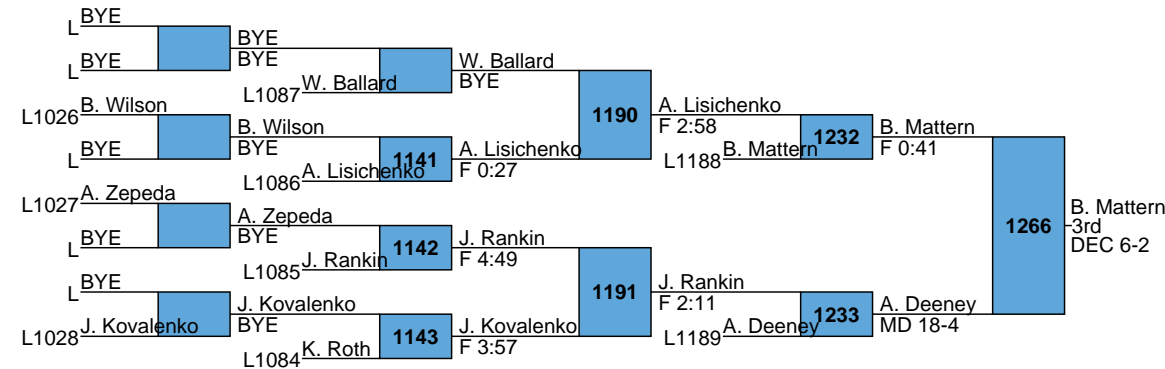 L BYE
BYE
L BYE
BYE
W. Ballard
BYE
L1087 W. Ballard
L1026 B. Wilson
1190
A. Lisichenko
F 2:58
B. Wilson
BYE
L BYE
1141
A. Lisichenko
F 0:27
L1086 A. Lisichenko
L1188 B. Mattern
1232
B. Mattern
F 0:41
L1027 A. Zepeda
A. Zepeda
BYE
L BYE
1142
J. Rankin
F 4:49
L1085 J. Rankin
1266
B. Mattern
3rd
DEC 6-2
L BYE
1191
J. Rankin
F 2:11
J. Kovalenko
BYE
L1028 J. Kovalenko
1143
J. Kovalenko
F 3:57
L1084 K. Roth
L1189 A. Deeney
1233
A. Deeney
MD 18-4